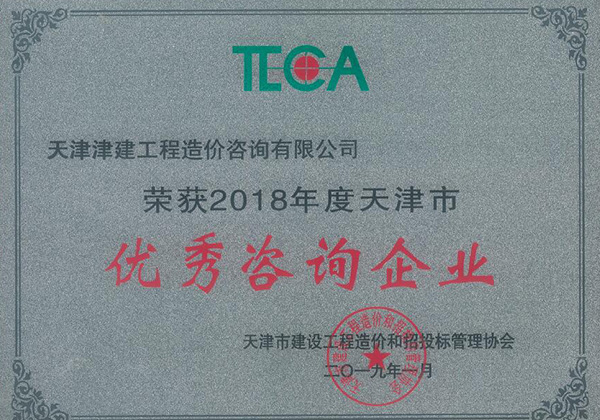 TECA
天津津建工程造价咨询有限公司
荣获2018年度天津市
优秀咨询企业
天津市建设工程造价和招投标管理协会
二〇一九年一月